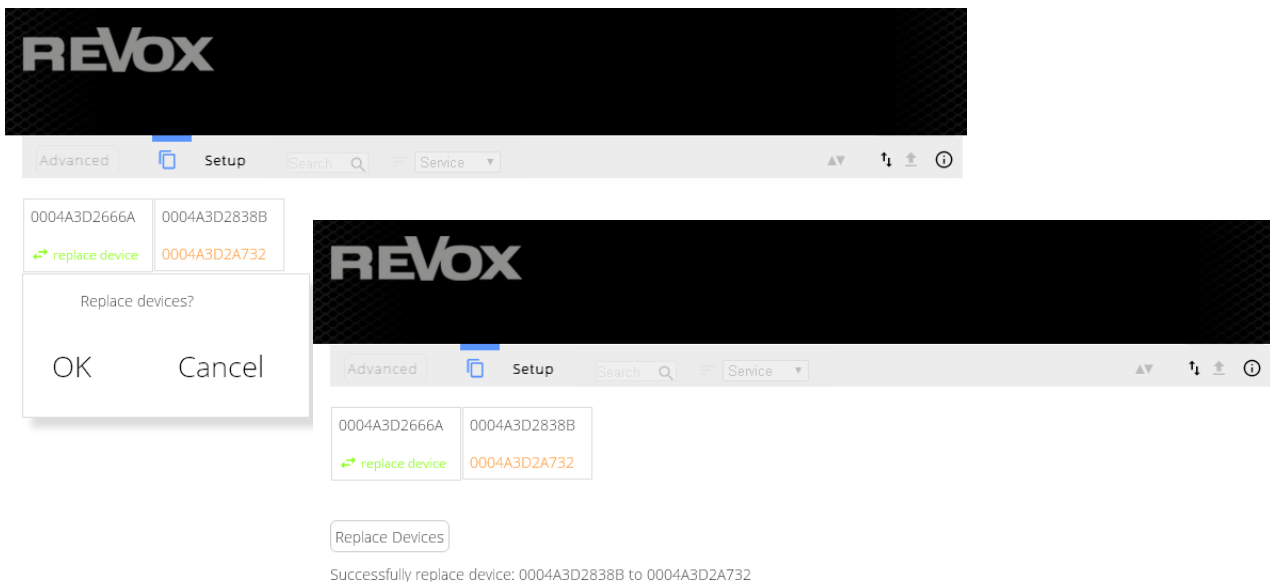 REVOX
Advanced Setup Search Service
0004A3D2666A 0004A3D2838B
replace device 0004A3D2A732
Replace devices?
OK Cancel
REVOX
Advanced Setup Search Service
0004A3D2666A 0004A3D2838B
replace device 0004A3D2A732
Replace Devices
Successfully replace device: 0004A3D2838B to 0004A3D2A732